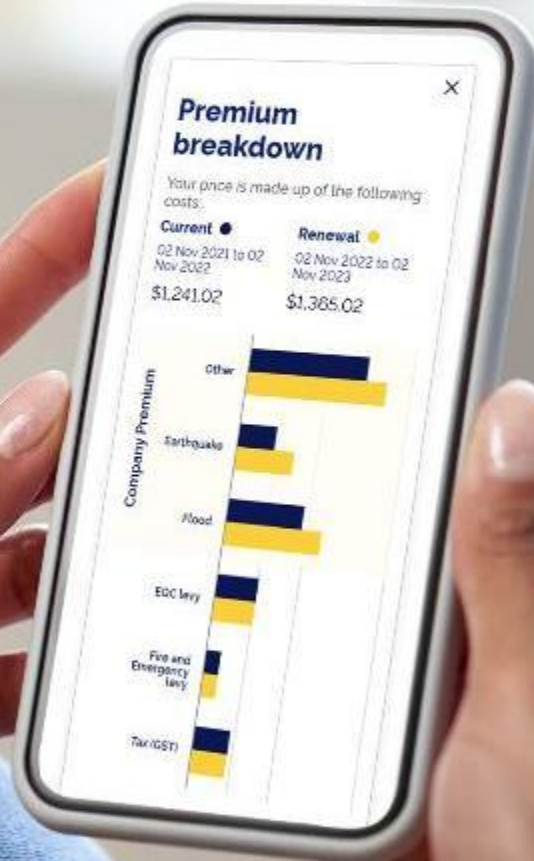 Premium
breakdown
Your price is made up of the following
costs.
Current
02 Nov 2021 to 02
Nov 2022
$1,241.02
Renewal
02 Nov 2022 to 02
Nov 2023
$1,365.02
Company Premium
Other
Earthquake
Flood
EQC levy
Fire and
Emergency
levy
Tax (GST)